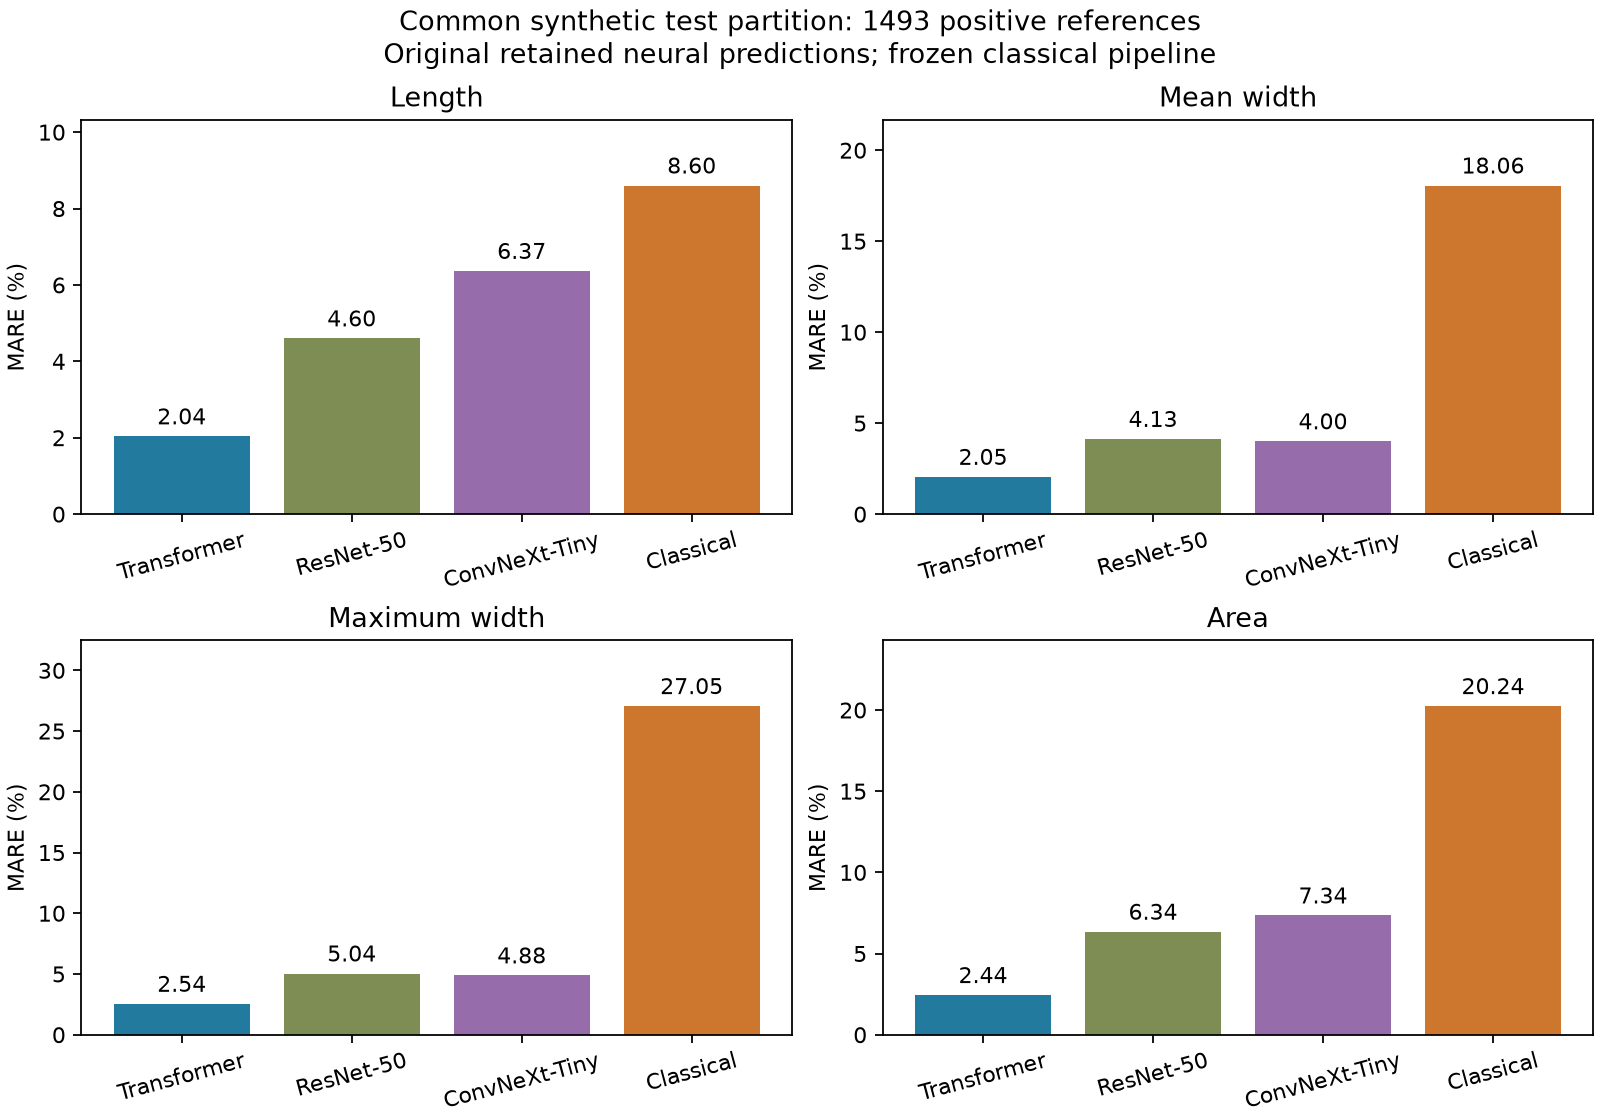 Common synthetic test partition: 1493 positive references
Original retained neural predictions; frozen classical pipeline
Length
MARE (%)
10
8
6
4
2
0
2.04
4.60
6.37
8.60
Transformer
ResNet-50
ConvNeXt-Tiny
Classical
Mean width
MARE (%)
20
15
10
5
0
2.05
4.13
4.00
18.06
Transformer
ResNet-50
ConvNeXt-Tiny
Classical
Maximum width
MARE (%)
30
25
20
15
10
5
0
2.54
5.04
4.88
27.05
Transformer
ResNet-50
ConvNeXt-Tiny
Classical
Area
MARE (%)
20
15
10
5
0
2.44
6.34
7.34
20.24
Transformer
ResNet-50
ConvNeXt-Tiny
Classical